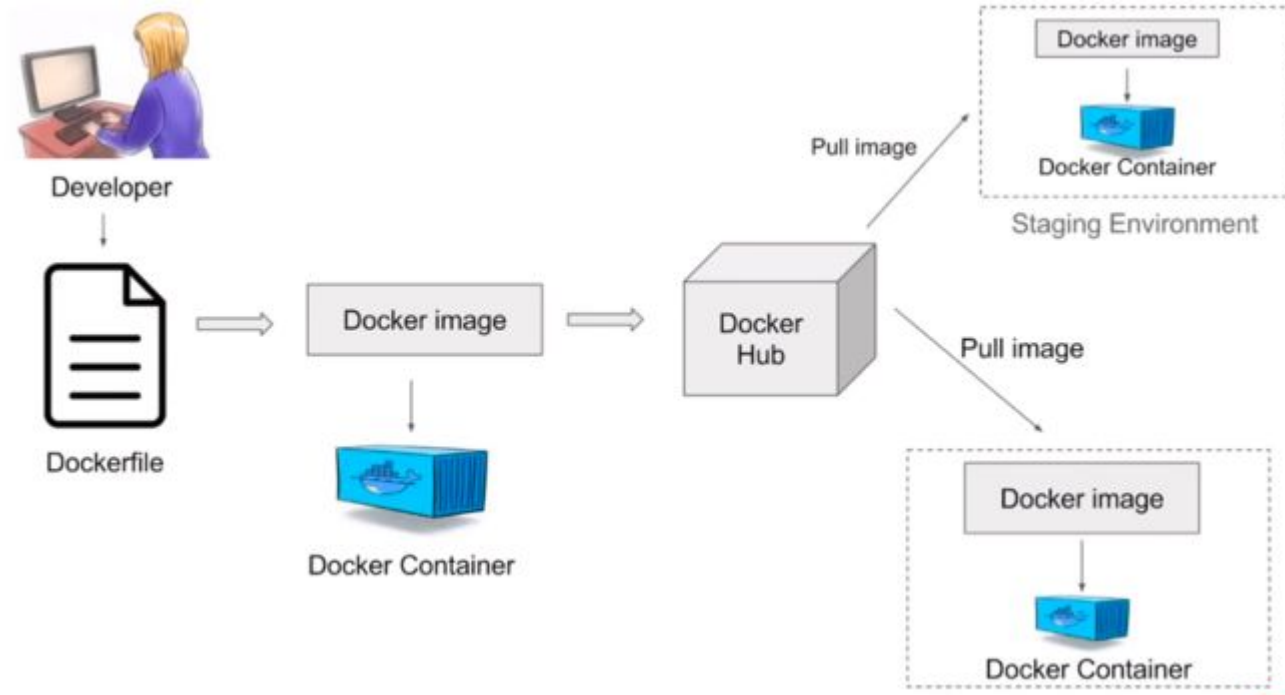 Developer
Dockerfile
Docker image
Docker Container
Docker
Hub
Pull image
Docker image
Docker Container
Staging Environment
Pull image
Docker image
Docker Container